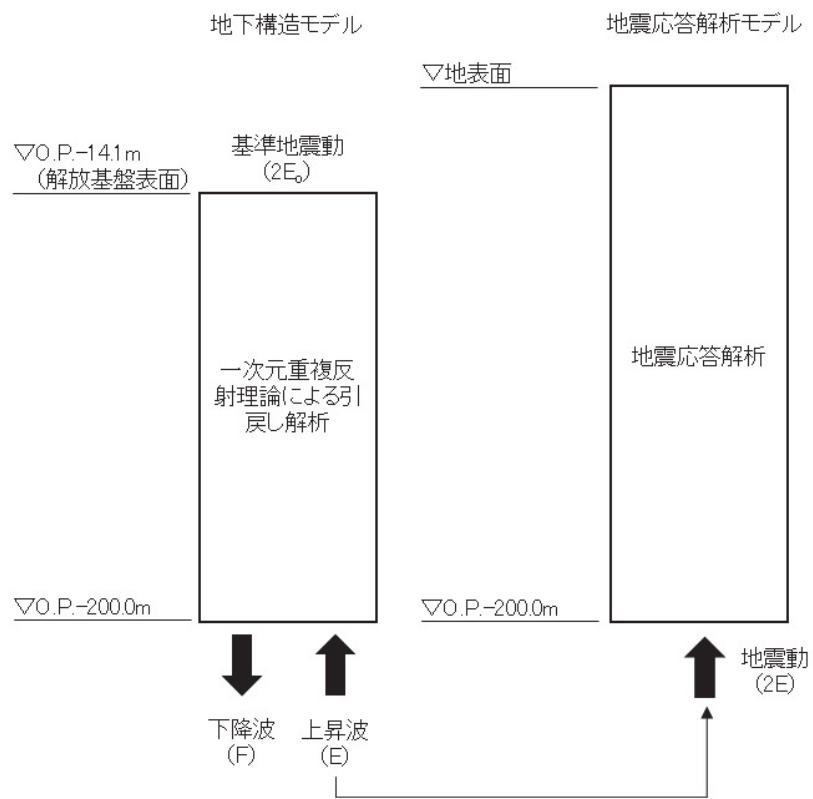 地下構造モデル
地震応答解析モデル
▽地表面
▽O.P.-14.1m
(解放基盤表面)
基準地震動
(2E₀)
一次元重複反
射理論による引
戻し解析
地震応答解析
▽O.P.-200.0m
▽O.P.-200.0m
下降波
(F)
上昇波
(E)
地震動
(2E)